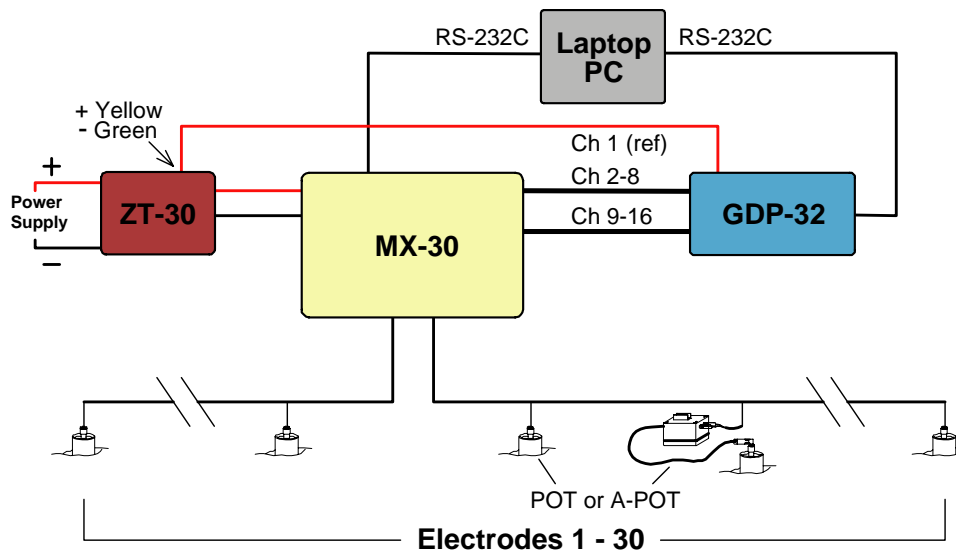 RS-232C
Laptop
PC
RS-232C
+ Yellow
- Green
Ch 1 (ref)
Ch 2-8
Ch 9-16
+
Power
Supply
–
ZT-30
MX-30
GDP-32
POT or A-POT
Electrodes 1 - 30